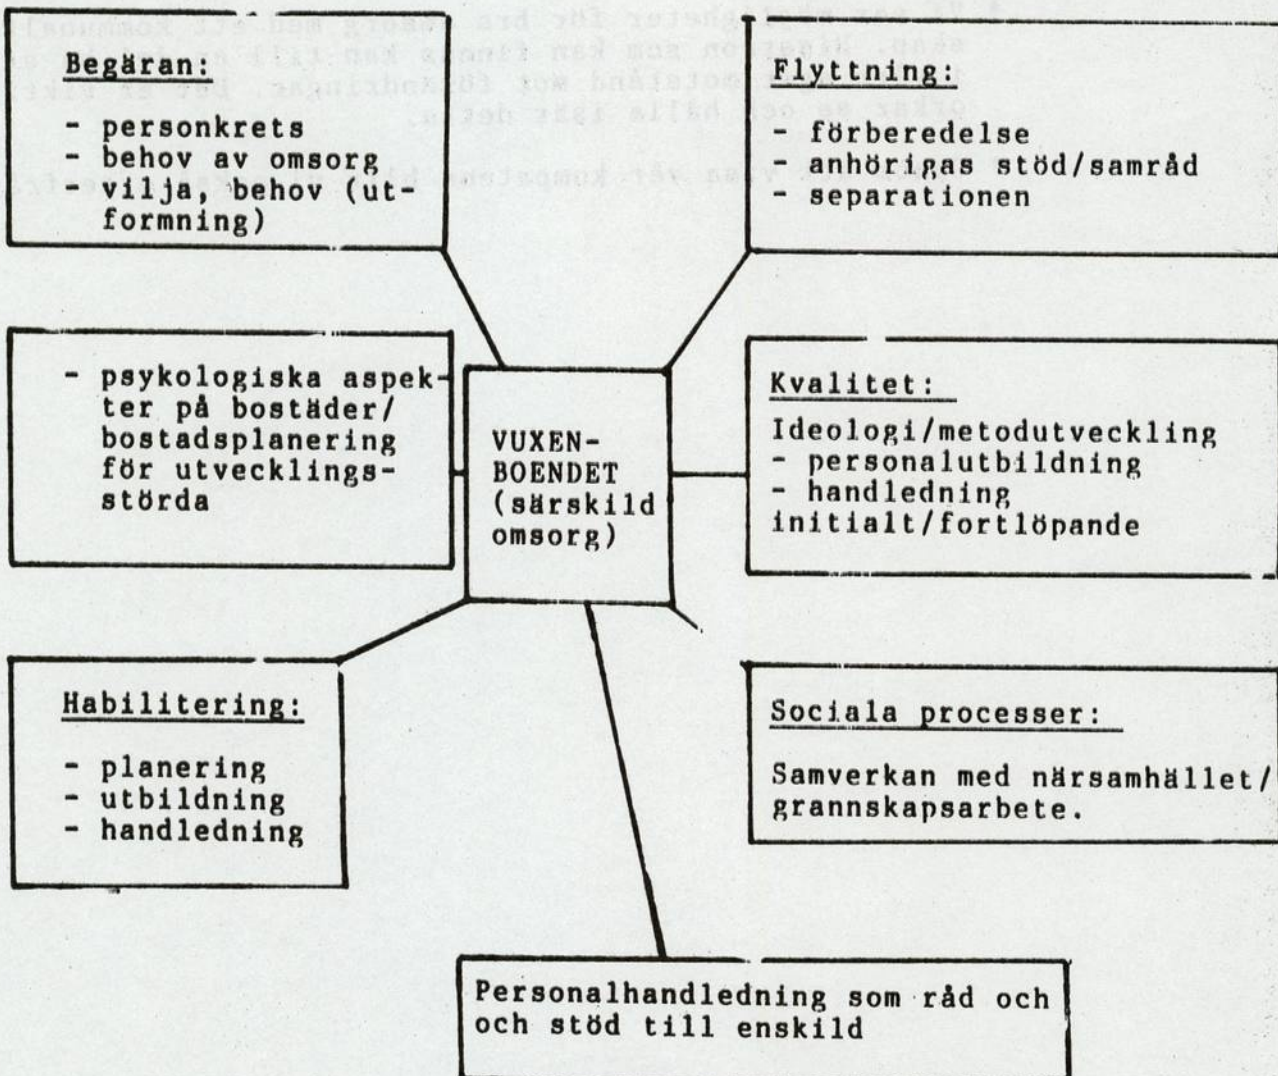 Begäran:
- personkrets
- behov av omsorg
- vilja, behov (ut-
formning)
Flyttning:
- förberedelse
- anhörigas stöd/samråd
- separationen
- psykologiska aspek-
ter på bostäder/
bostadsplanering
för utvecklings-
störda
VUXEN-
BOENDET
(särskild
omsorg)
Kvalitet:
Ideologi/metodutveckling
- personalutbildning
- handledning
initialt/fortlöpande
Habilitering:
- planering
- utbildning
- handledning
Sociala processer:
Samverkan med närsamhället/
grannskapsarbete.
Personalhandledning som råd och
och stöd till enskild